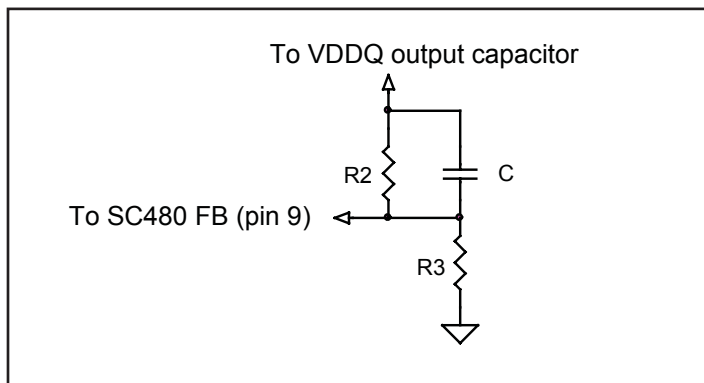 To VDDQ output capacitor
R2
C
To SC480 FB (pin 9)
R3